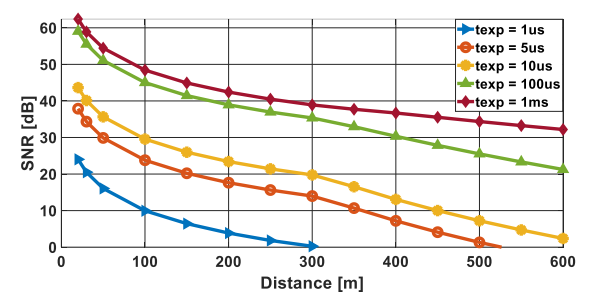 texp = 1us
texp = 5us
texp = 10us
texp = 100us
texp = 1ms
SNR [dB]
60
50
40
30
20
10
0
0 100 200 300 400 500 600
Distance [m]